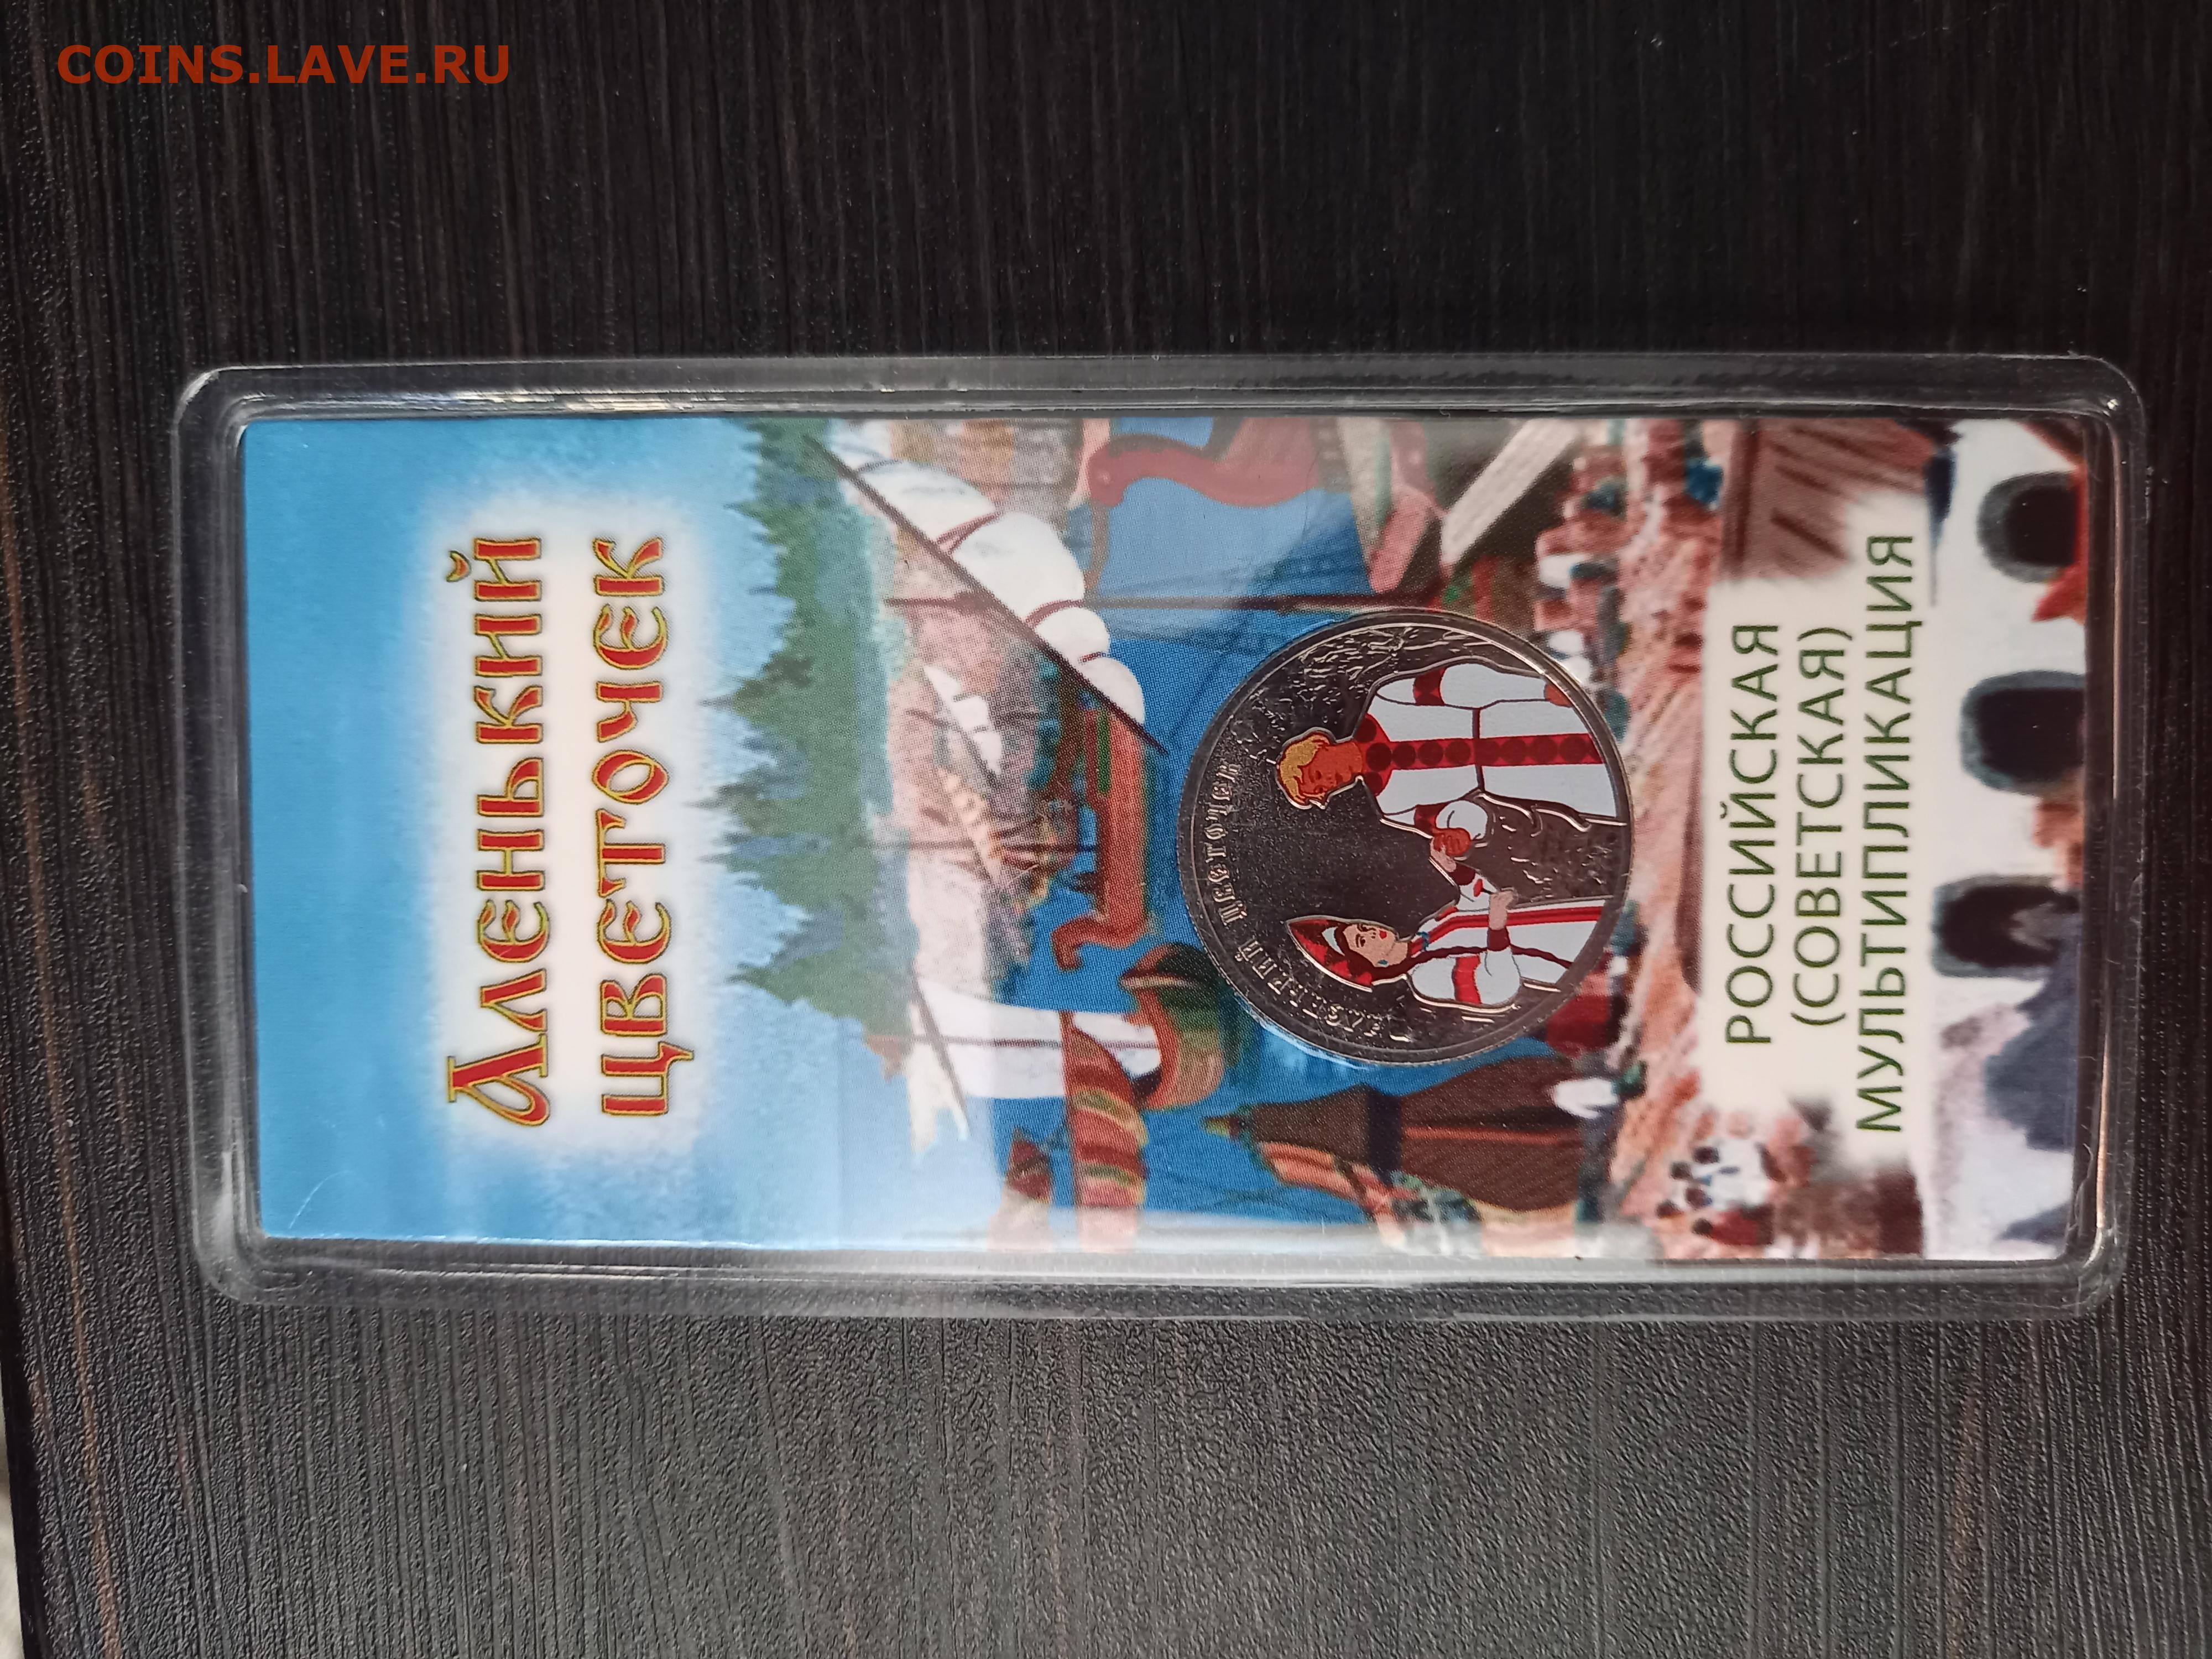 COINS.LAVE.RU
Аленький
цветочек
Аленький цветочек
РОССИЙСКАЯ
(СОВЕТСКАЯ)
МУЛЬТИПЛИКАЦИЯ